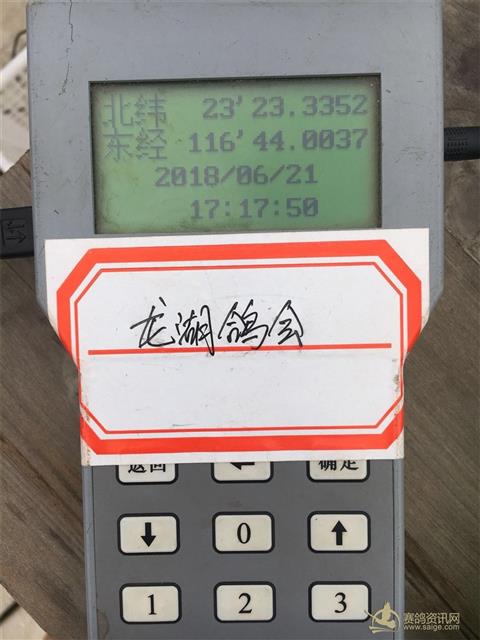 北纬 23'23.3352
东经 116'44.0037
2018/06/21
17:17:50
龙湖鸽会
返回 ← 确定
↓ 0 ↑
1 2 3
赛鸽资讯网
www.saige.com